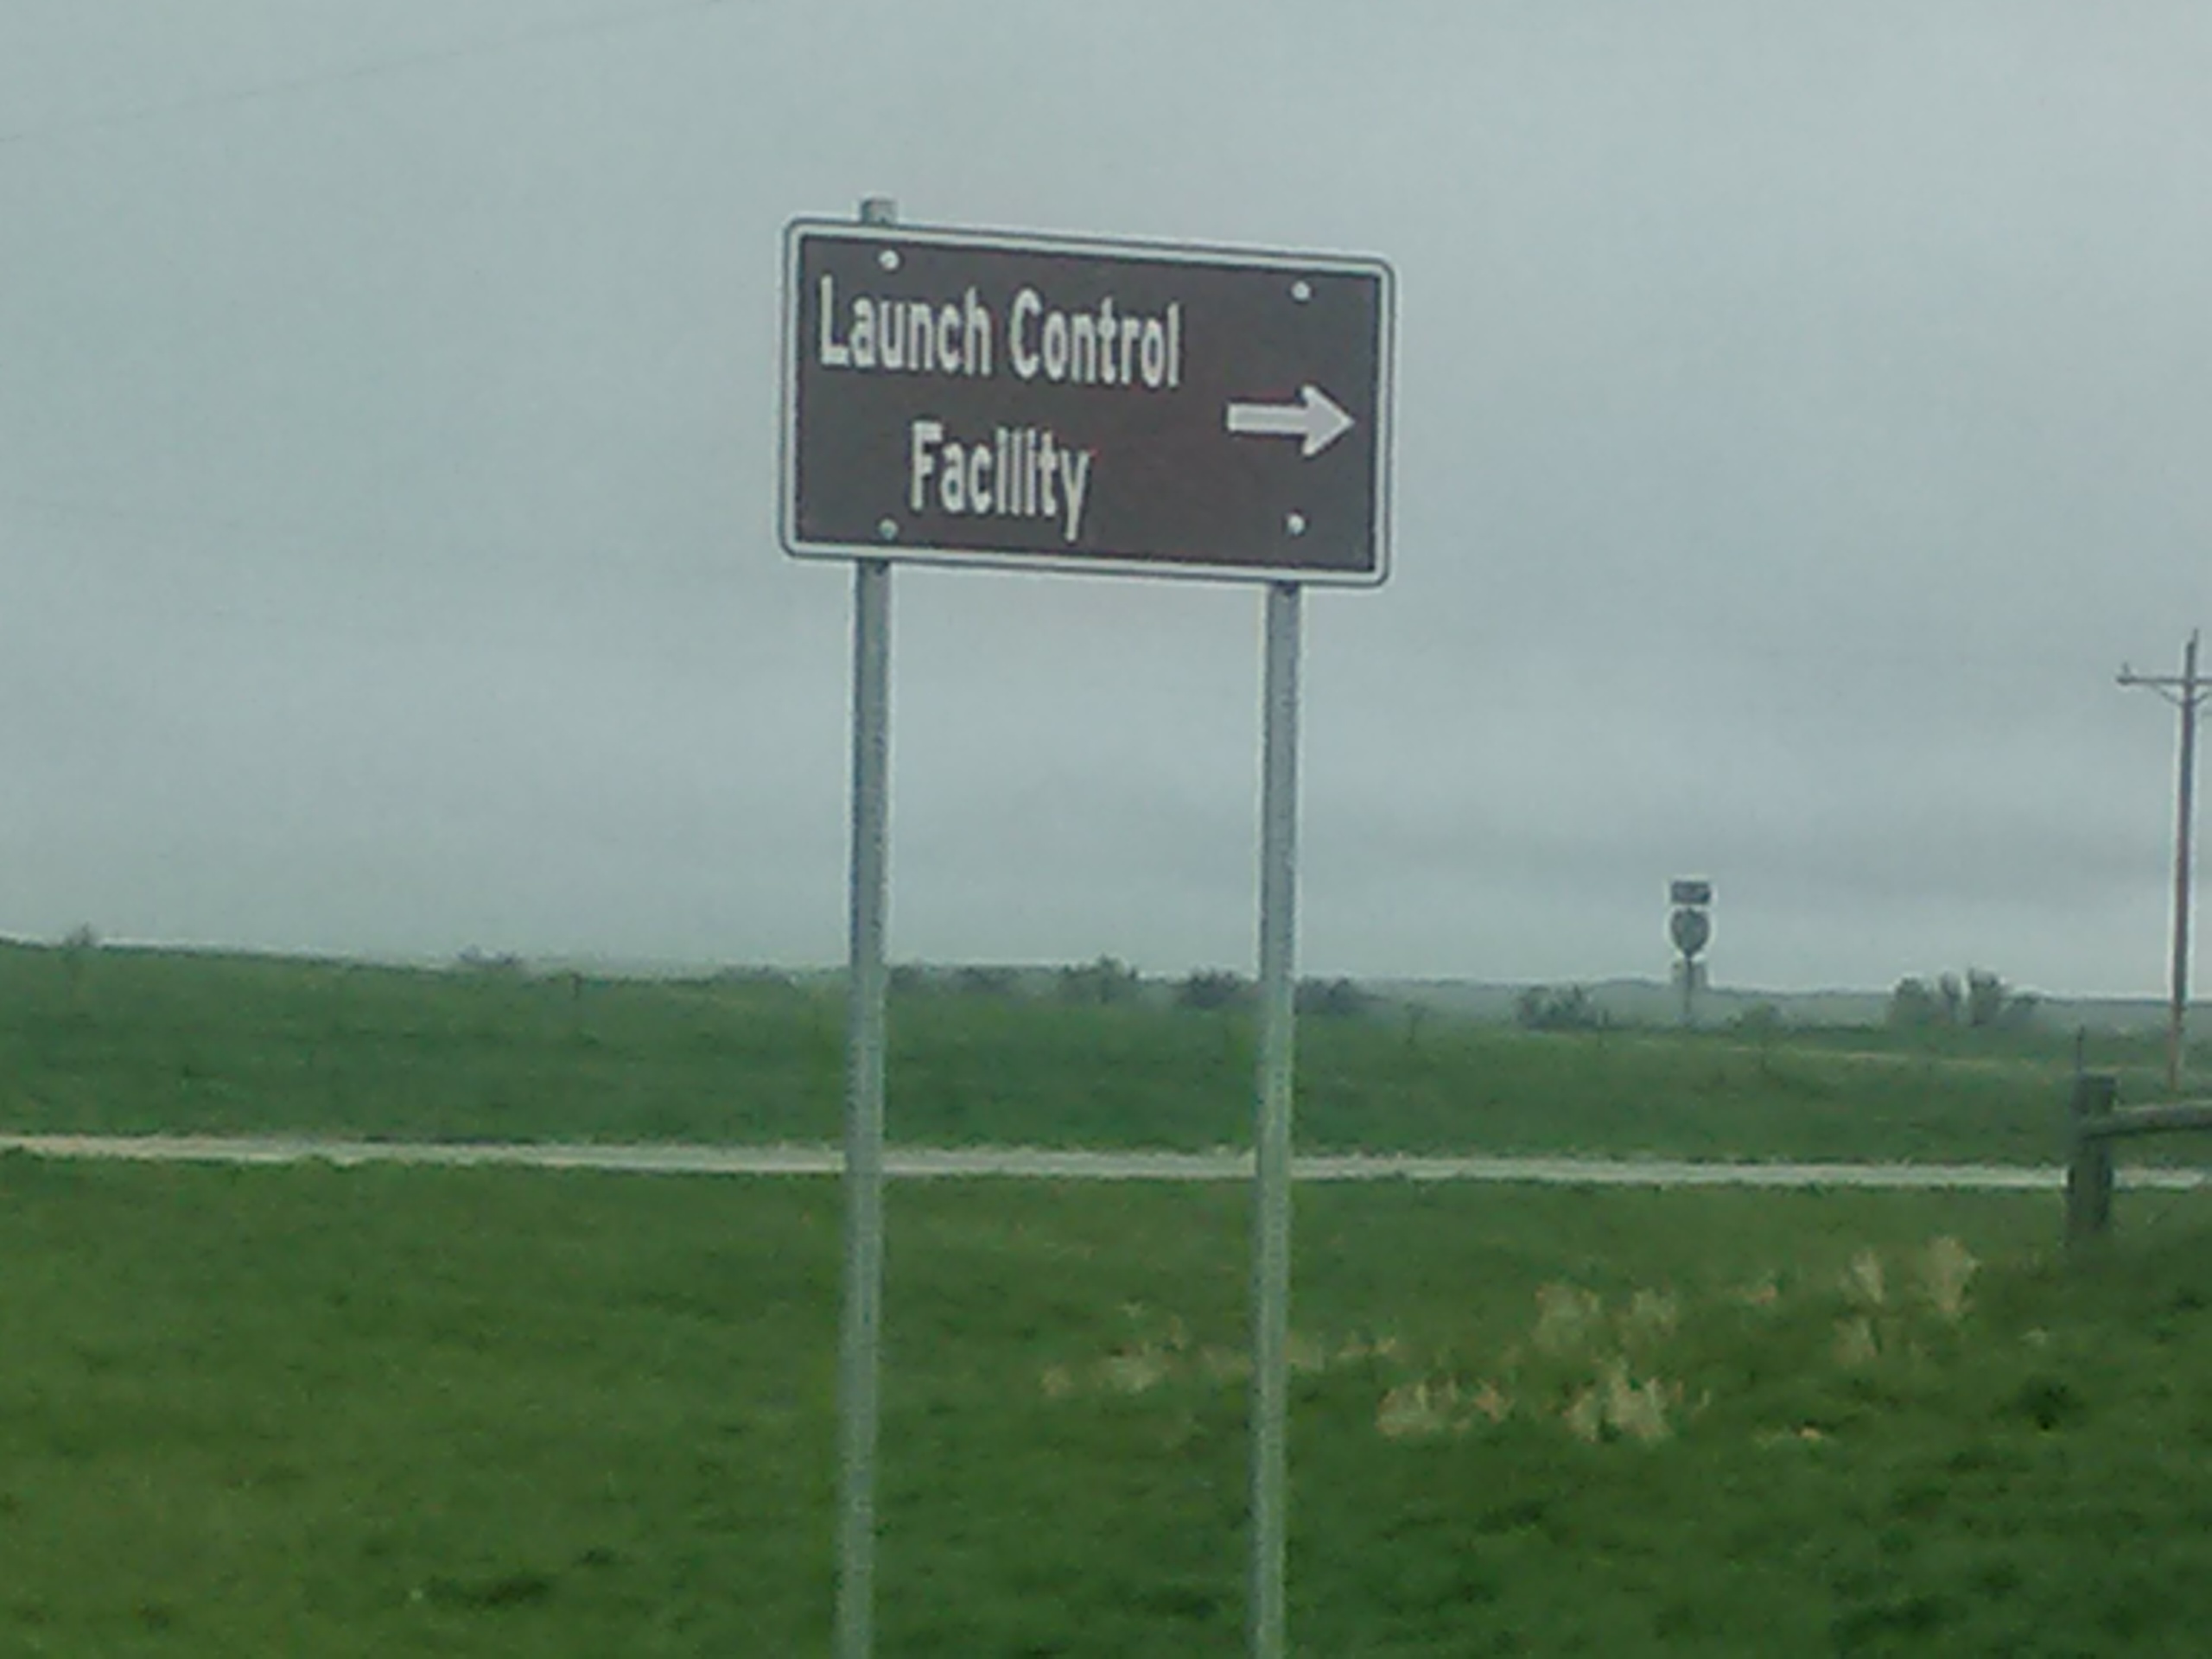 Launch Control
Facility